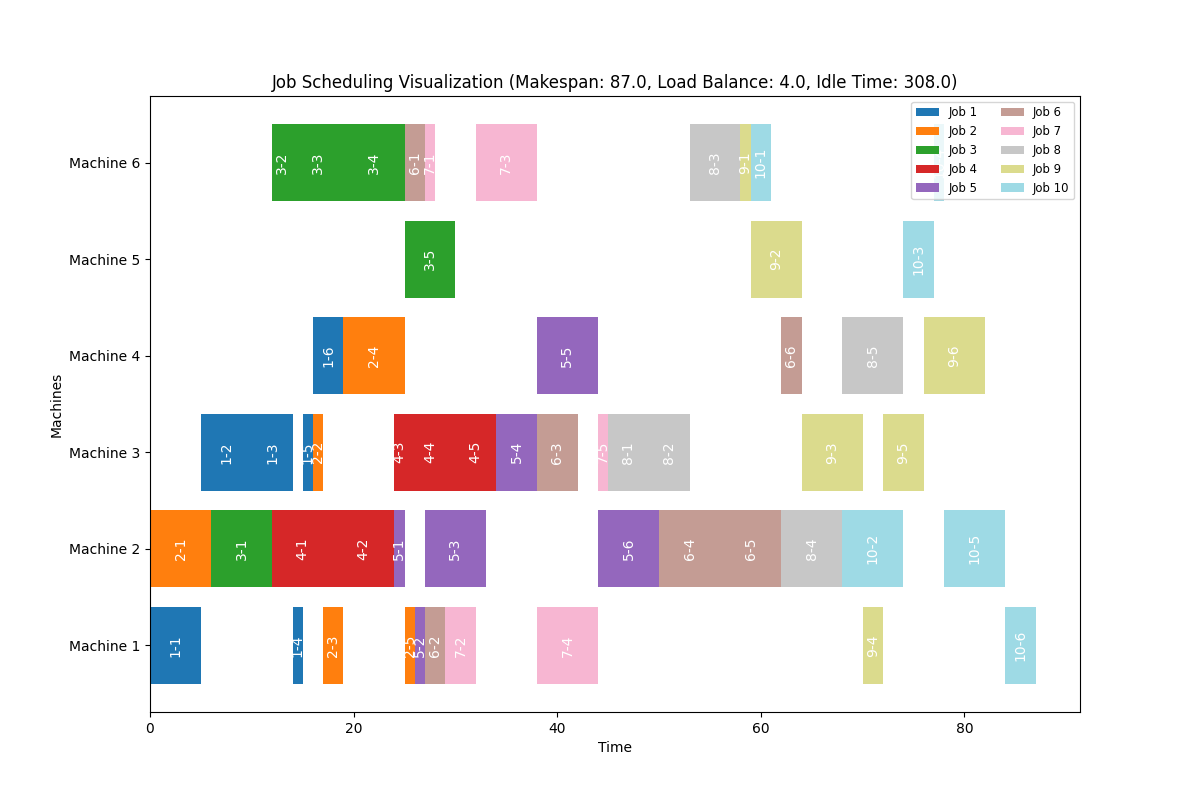 Job Scheduling Visualization (Makespan: 87.0, Load Balance: 4.0, Idle Time: 308.0)
Job 1 Job 6
Job 2 Job 7
Job 3 Job 8
Job 4 Job 9
Job 5 Job 10
Machines
Machine 6
3-2 3-3 3-4 6-1 7-1 7-3 8-3 9-1 10-1
Machine 5
3-5 9-2 10-3
Machine 4
1-6 2-4 5-5 6-6 8-5 9-6
Machine 3
1-2 1-3 1-5 2-2 4-3 4-4 4-5 5-4 6-3 7-5 8-1 8-2 9-3 9-5
Machine 2
2-1 3-1 4-1 4-2 5-1 5-3 5-6 6-4 6-5 8-4 10-2 10-5
Machine 1
1-1 1-4 2-3 2-5 5-2 6-2 7-2 7-4 9-4 10-6
0 20 40 60 80
Time